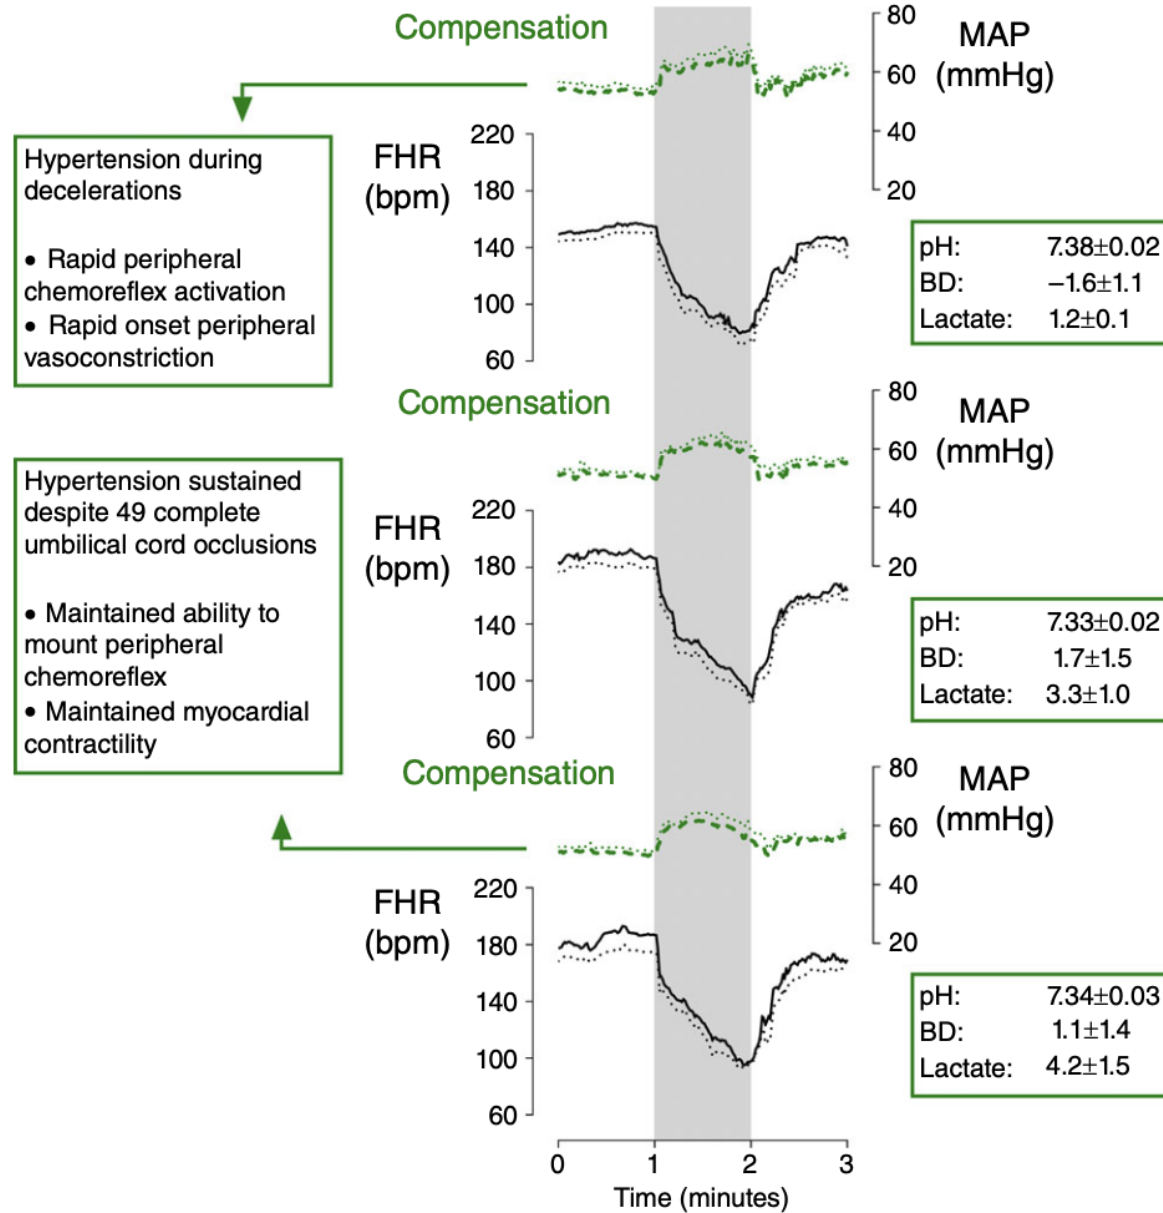 Compensation
80
MAP
(mmHg)
60
40
20
220
FHR
(bpm)
180
140
100
60
Hypertension during
decelerations
• Rapid peripheral
chemoreflex activation
• Rapid onset peripheral
vasoconstriction
pH: 7.38±0.02
BD: –1.6±1.1
Lactate: 1.2±0.1
Compensation
80
MAP
(mmHg)
60
40
20
220
FHR
(bpm)
180
140
100
60
Hypertension sustained
despite 49 complete
umbilical cord occlusions
• Maintained ability to
mount peripheral
chemoreflex
• Maintained myocardial
contractility
pH: 7.33±0.02
BD: 1.7±1.5
Lactate: 3.3±1.0
Compensation
80
MAP
(mmHg)
60
40
20
220
FHR
(bpm)
180
140
100
60
pH: 7.34±0.03
BD: 1.1±1.4
Lactate: 4.2±1.5
0 1 2 3
Time (minutes)